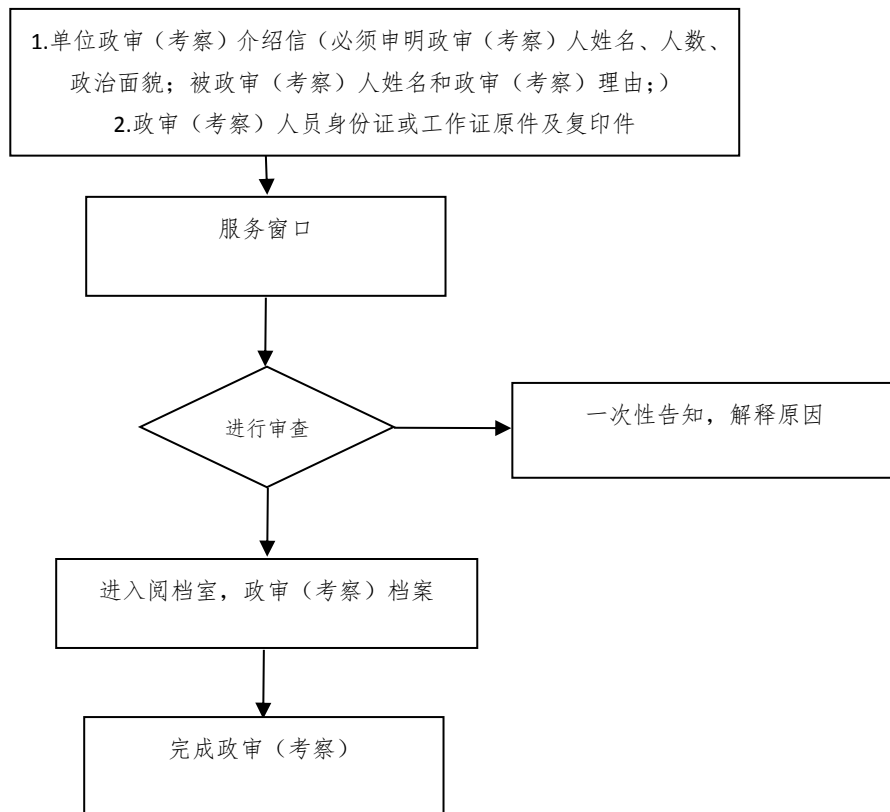 1.单位政审（考察）介绍信（必须申明政审（考察）人姓名、人数、
政治面貌；被政审（考察）人姓名和政审（考察）理由；）
2.政审（考察）人员身份证或工作证原件及复印件
服务窗口
进行审查
一次性告知，解释原因
进入阅档室，政审（考察）档案
完成政审（考察）